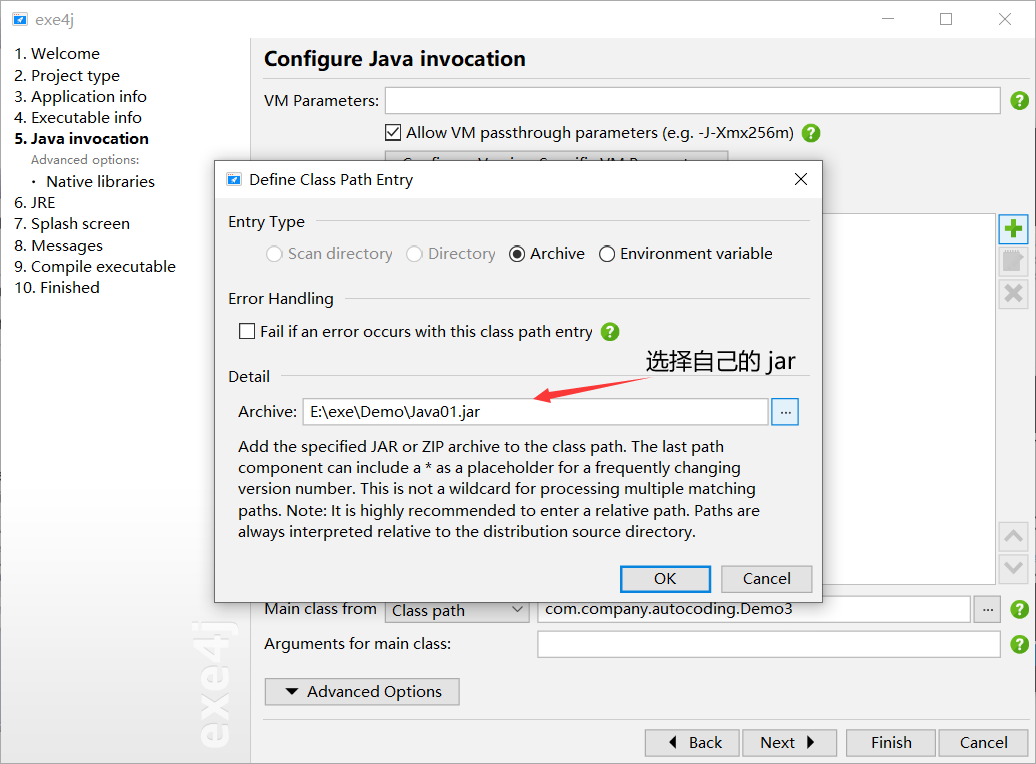 exe4j
1. Welcome
2. Project type
3. Application info
4. Executable info
5. Java invocation
Advanced options:
· Native libraries
6. JRE
7. Splash screen
8. Messages
9. Compile executable
10. Finished
exe4j
Configure Java invocation
VM Parameters:
Allow VM passthrough parameters (e.g. -J-Xmx256m)
Define Class Path Entry
Entry Type
Scan directory Directory Archive Environment variable
Error Handling
Fail if an error occurs with this class path entry
选择自己的 jar
Detail
Archive: E:\exe\Demo\Java01.jar ...
Add the specified JAR or ZIP archive to the class path. The last path
component can include a * as a placeholder for a frequently changing
version number. This is not a wildcard for processing multiple matching
paths. Note: It is highly recommended to enter a relative path. Paths are
always interpreted relative to the distribution source directory.
OK Cancel
Main class from Class path com.company.autocoding.Demo3 ...
Arguments for main class:
Advanced Options
Back Next Finish Cancel